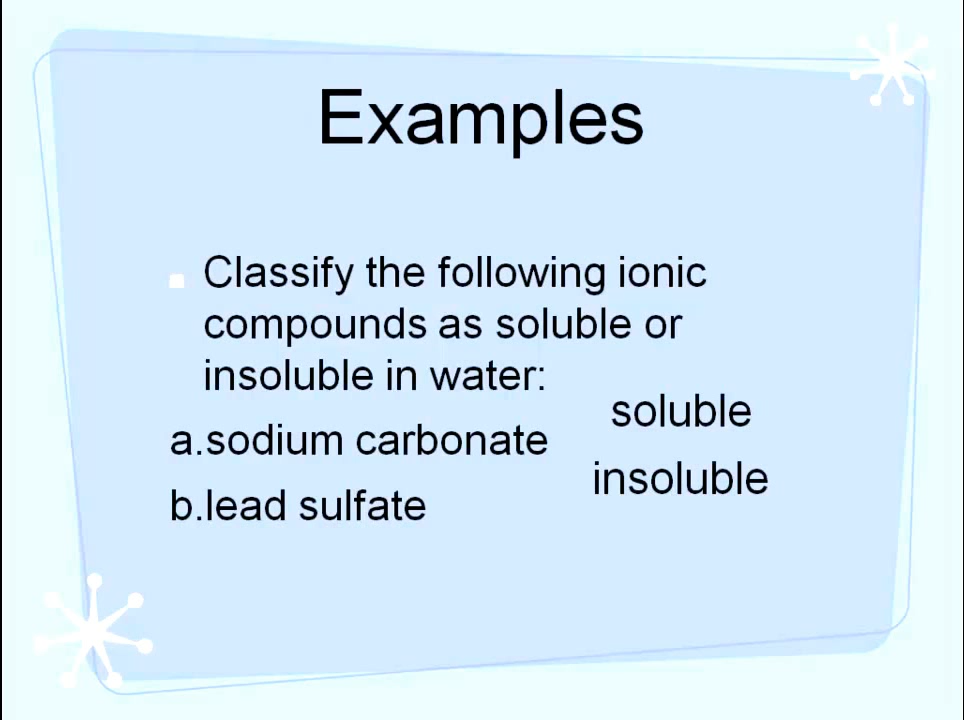 Examples
Classify the following ionic
compounds as soluble or
insoluble in water:
soluble
a.sodium carbonate
insoluble
b.lead sulfate